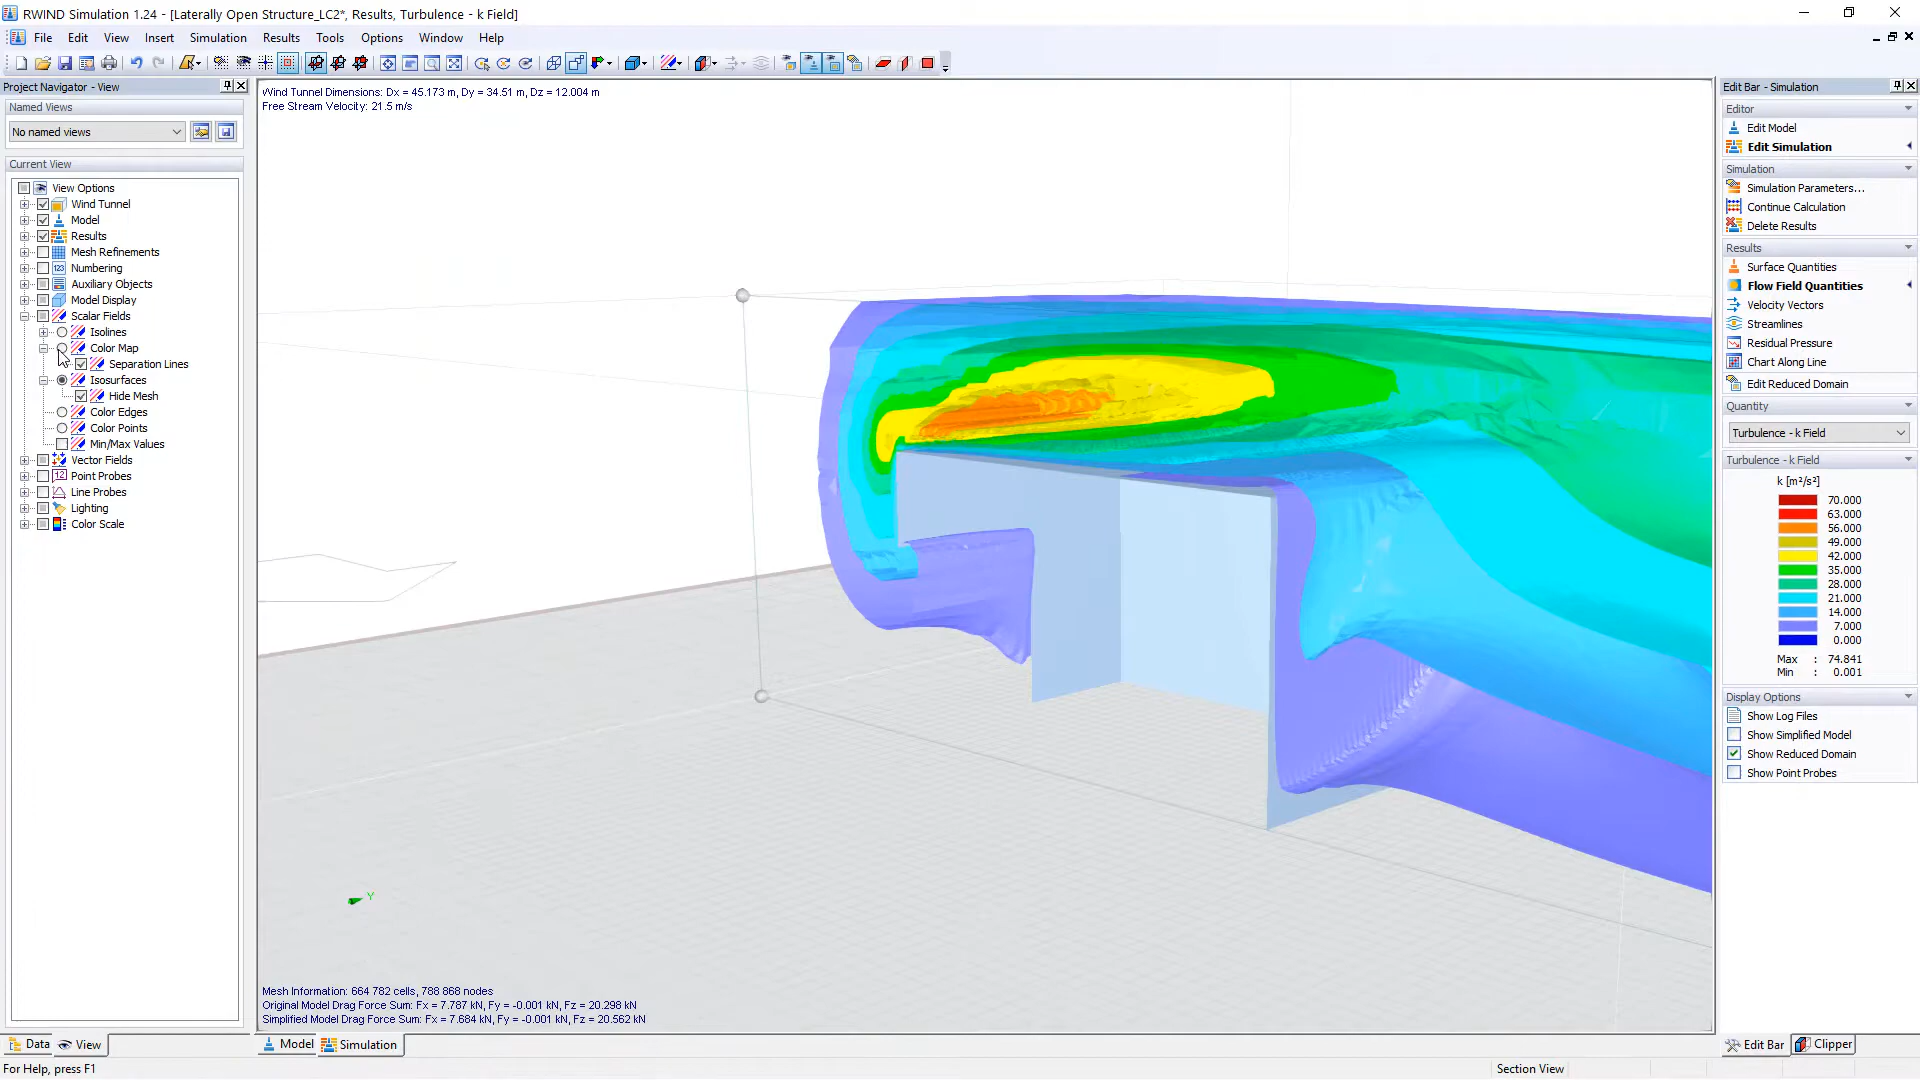 RWIND Simulation 1.24 - [Laterally Open Structure_LC2*, Results, Turbulence - k Field]
File Edit View Insert Simulation Results Tools Options Window Help
Project Navigator - View
Named Views
No named views
Current View
View Options
Wind Tunnel
Model
Results
Mesh Refinements
123 Numbering
Auxiliary Objects
Model Display
Scalar Fields
Isolines
Color Map
Separation Lines
Isosurfaces
Hide Mesh
Color Edges
Color Points
Min/Max Values
Vector Fields
12 Point Probes
Line Probes
Lighting
Color Scale
Data View
Wind Tunnel Dimensions: Dx = 45.173 m, Dy = 34.51 m, Dz = 12.004 m
Free Stream Velocity: 21.5 m/s
Y
Mesh Information: 664 782 cells, 788 868 nodes
Original Model Drag Force Sum: Fx = 7.787 kN, Fy = -0.001 kN, Fz = 20.298 kN
Simplified Model Drag Force Sum: Fx = 7.684 kN, Fy = -0.001 kN, Fz = 20.562 kN
Model Simulation
Edit Bar - Simulation
Editor
Edit Model
Edit Simulation
Simulation
Simulation Parameters...
Continue Calculation
Delete Results
Results
Surface Quantities
Flow Field Quantities
Velocity Vectors
Streamlines
Residual Pressure
Chart Along Line
Edit Reduced Domain
Quantity
Turbulence - k Field
Turbulence - k Field
k [m²/s²]
70.000
63.000
56.000
49.000
42.000
35.000
28.000
21.000
14.000
7.000
0.000
Max : 74.841
Min : 0.001
Display Options
Show Log Files
Show Simplified Model
Show Reduced Domain
Show Point Probes
Edit Bar Clipper
For Help, press F1
Section View